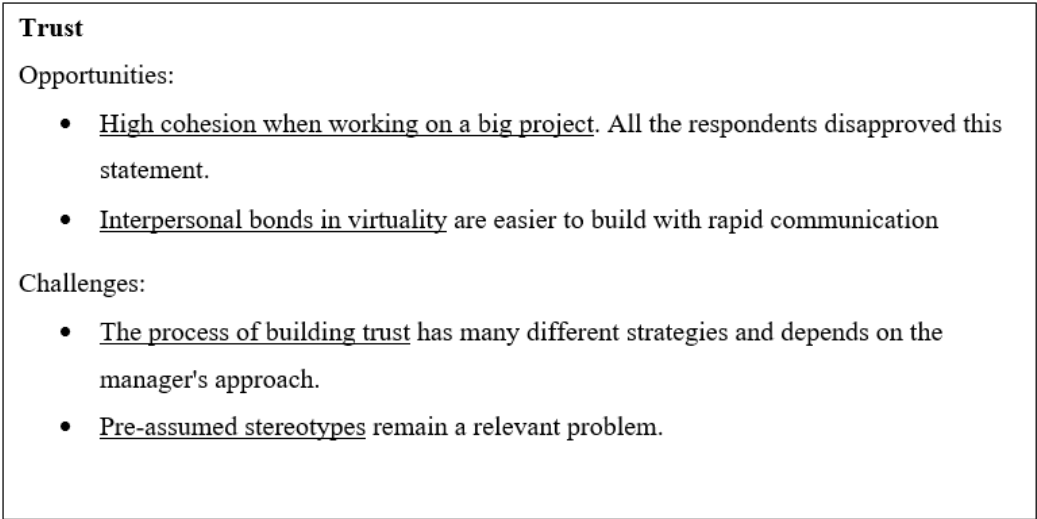 Trust
Opportunities:
• High cohesion when working on a big project. All the respondents disapproved this
statement.
• Interpersonal bonds in virtuality are easier to build with rapid communication
Challenges:
• The process of building trust has many different strategies and depends on the
manager's approach.
• Pre-assumed stereotypes remain a relevant problem.